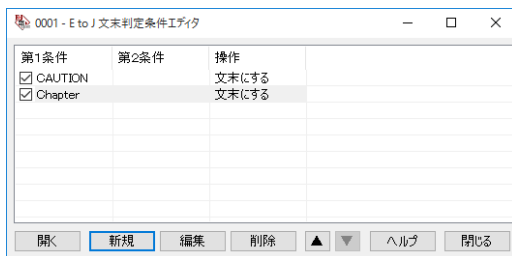 0001 - E to J 文末判定条件エディタ
第1条件 第2条件 操作
CAUTION 文末にする
Chapter 文末にする
開く 新規 編集 削除 ▲ ▼ ヘルプ 閉じる